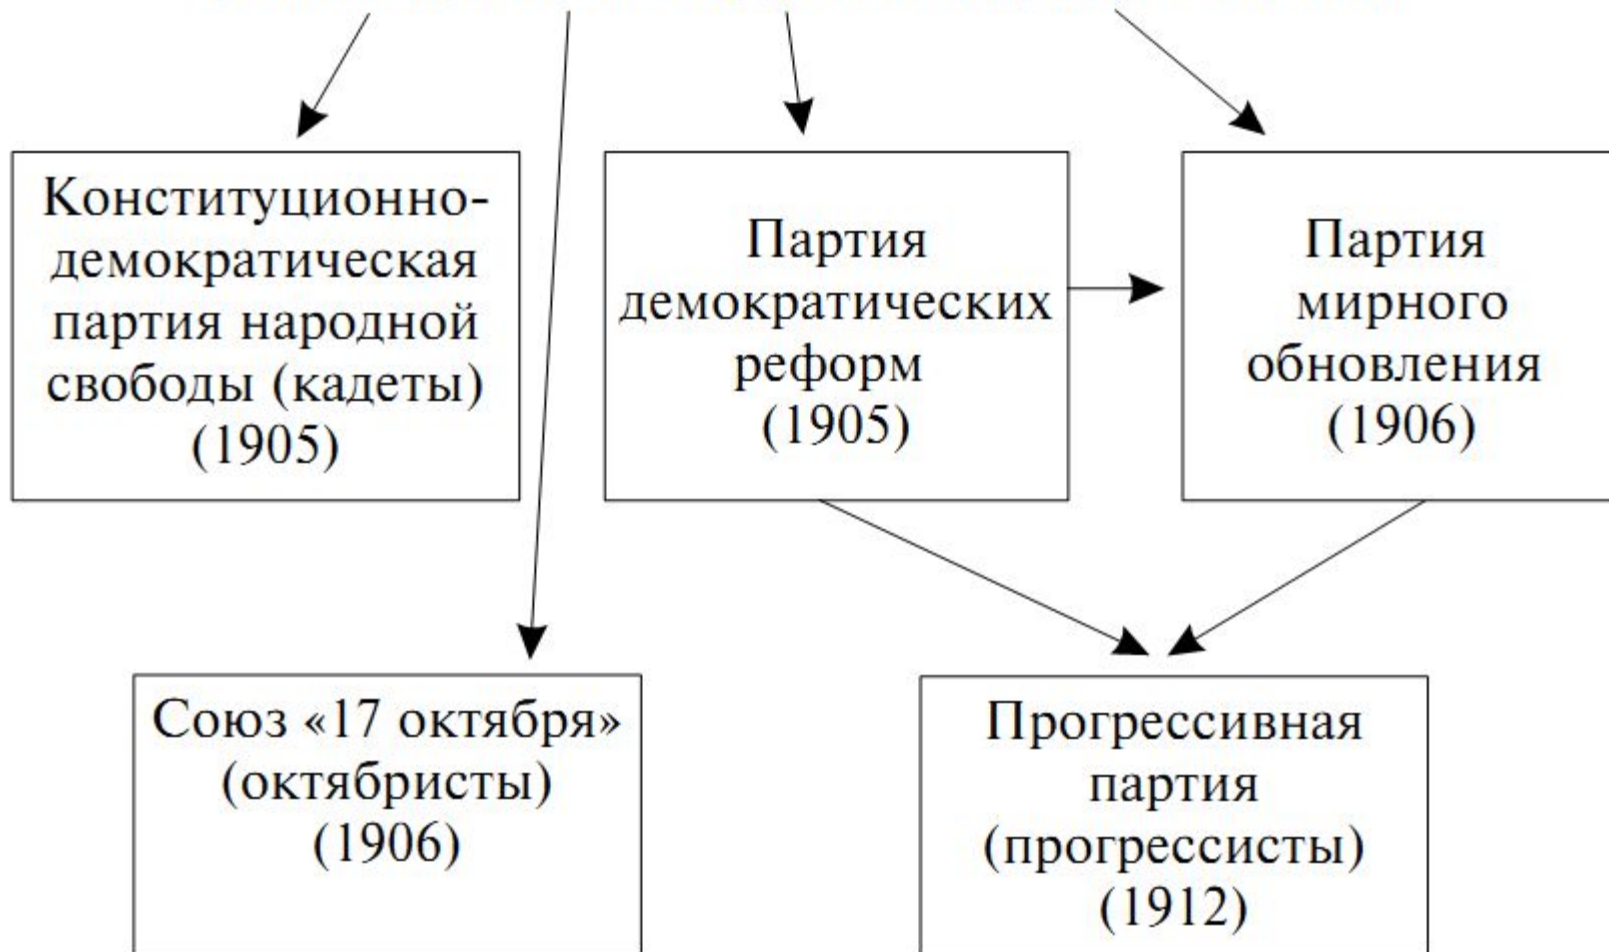 Конституционно-
демократическая
партия народной
свободы (кадеты)
(1905)
Партия
демократических
реформ
(1905)
Партия
мирного
обновления
(1906)
Союз «17 октября»
(октябристы)
(1906)
Прогрессивная
партия
(прогрессисты)
(1912)